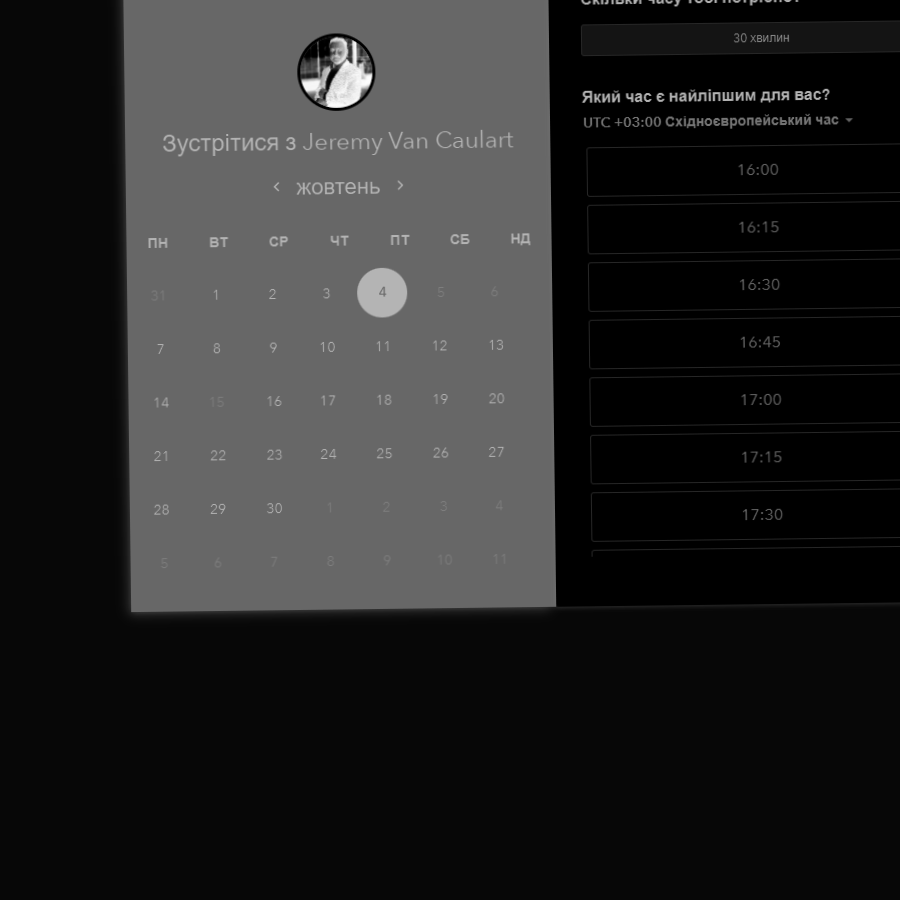 Зустрітися з Jeremy Van Caulart
жовтень
ПН ВТ СР ЧТ ПТ СБ НД
31 1 2 3 4 5 6
7 8 9 10 11 12 13
14 15 16 17 18 19 20
21 22 23 24 25 26 27
28 29 30 1 2 3 4
5 6 7 8 9 10 11
Скільки часу тобі потрібно?
30 хвилин
Який час є найліпшим для вас?
UTC +03:00 Східноєвропейський час
16:00
16:15
16:30
16:45
17:00
17:15
17:30